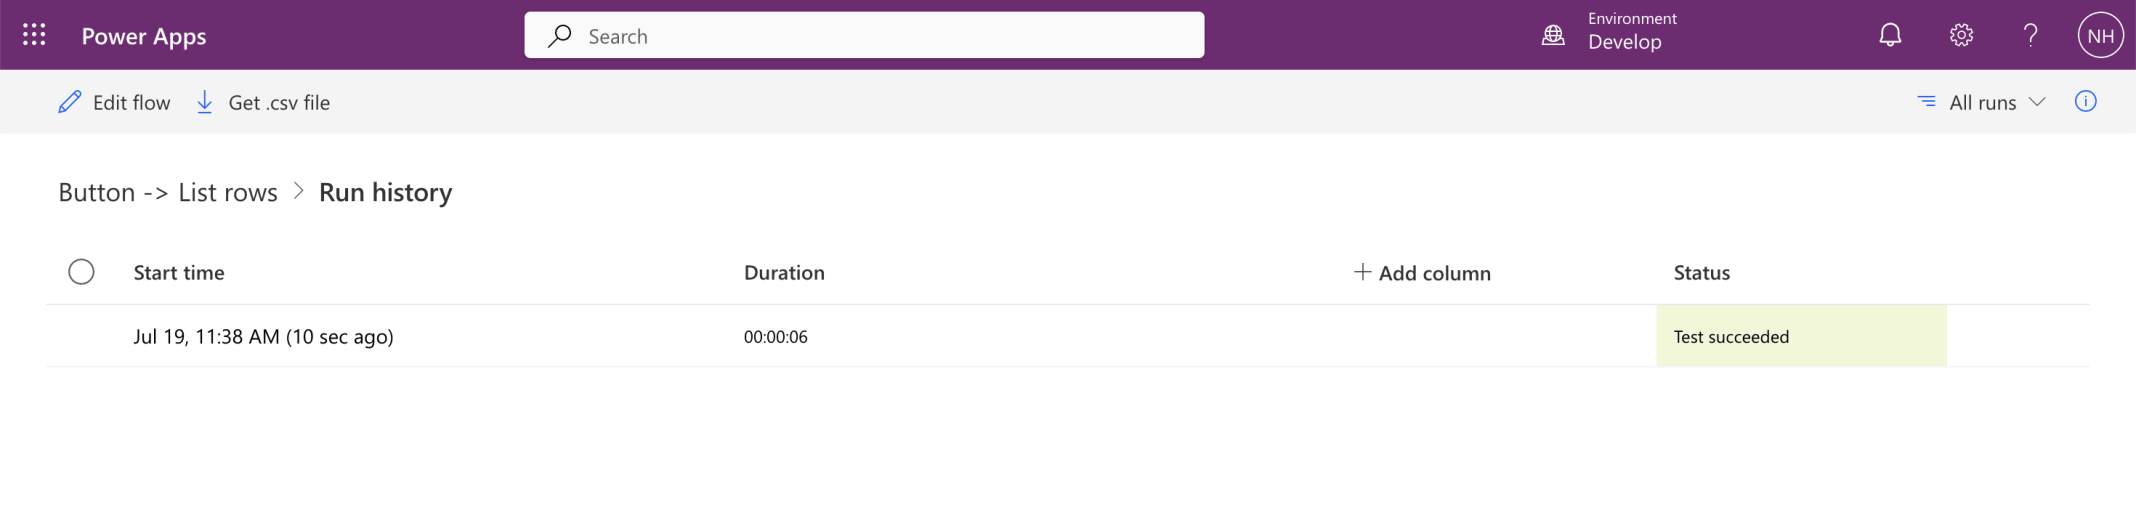 Power Apps
Search
Environment
Develop
NH
Edit flow
Get .csv file
All runs
Button -> List rows > Run history
Start time
Duration
+ Add column
Status
Jul 19, 11:38 AM (10 sec ago)
00:00:06
Test succeeded